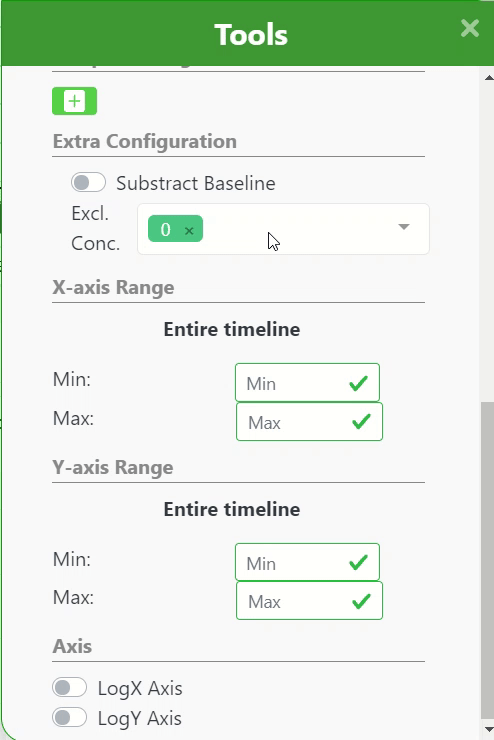 Tools
Extra Configuration
Substract Baseline
Excl.
Conc.
0 ×
X-axis Range
Entire timeline
Min: Min
Max: Max
Y-axis Range
Entire timeline
Min: Min
Max: Max
Axis
LogX Axis
LogY Axis